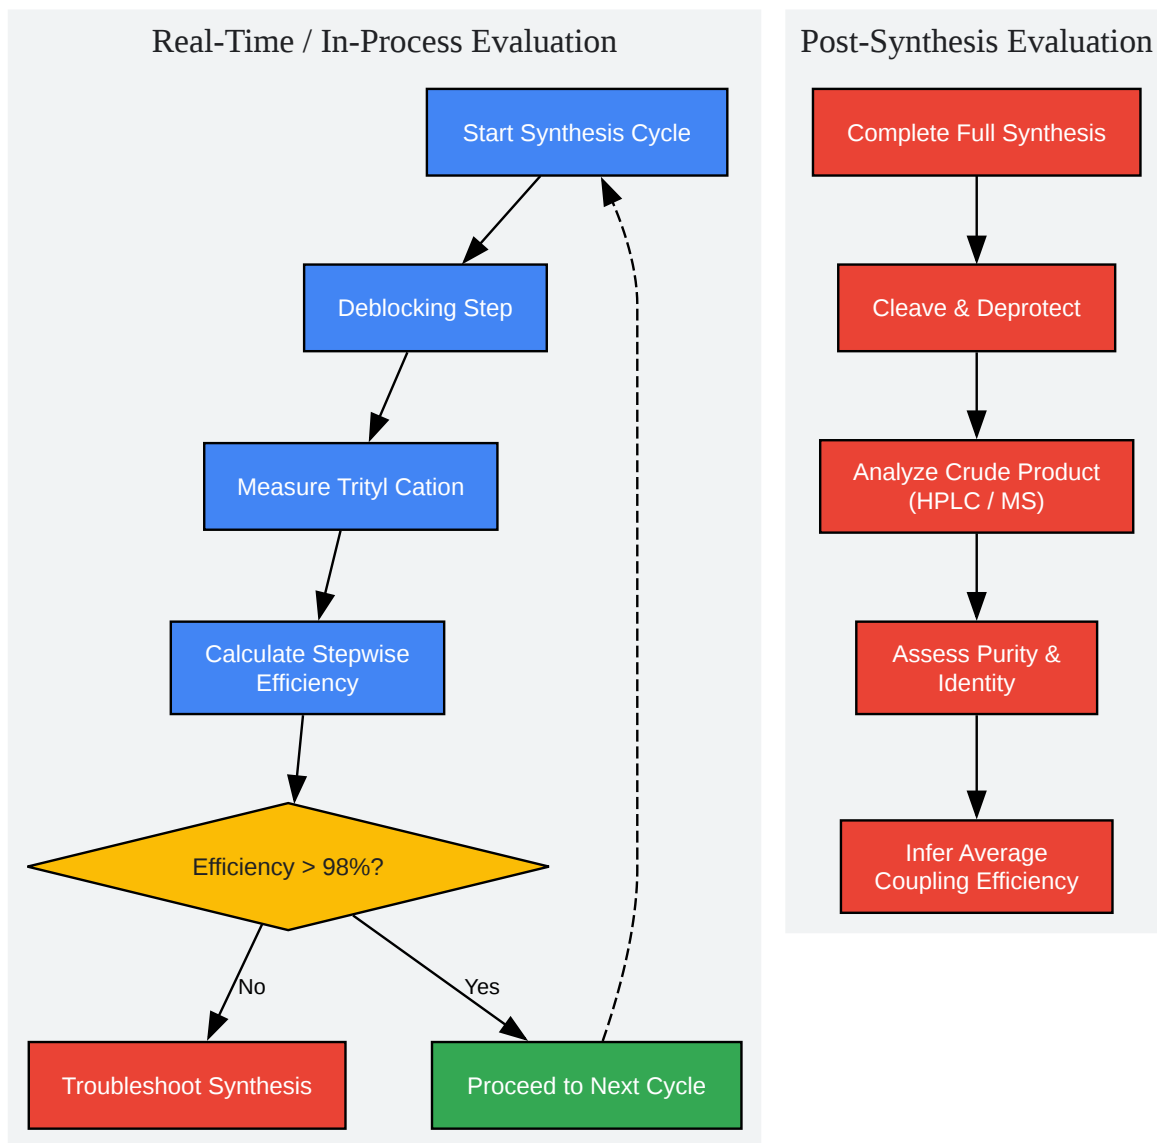 Real-Time / In-Process Evaluation
Start Synthesis Cycle
Deblocking Step
Measure Trityl Cation
Calculate Stepwise
Efficiency
Efficiency > 98%?
No
Yes
Troubleshoot Synthesis
Proceed to Next Cycle
Post-Synthesis Evaluation
Complete Full Synthesis
Cleave & Deprotect
Analyze Crude Product
(HPLC / MS)
Assess Purity &
Identity
Infer Average
Coupling Efficiency